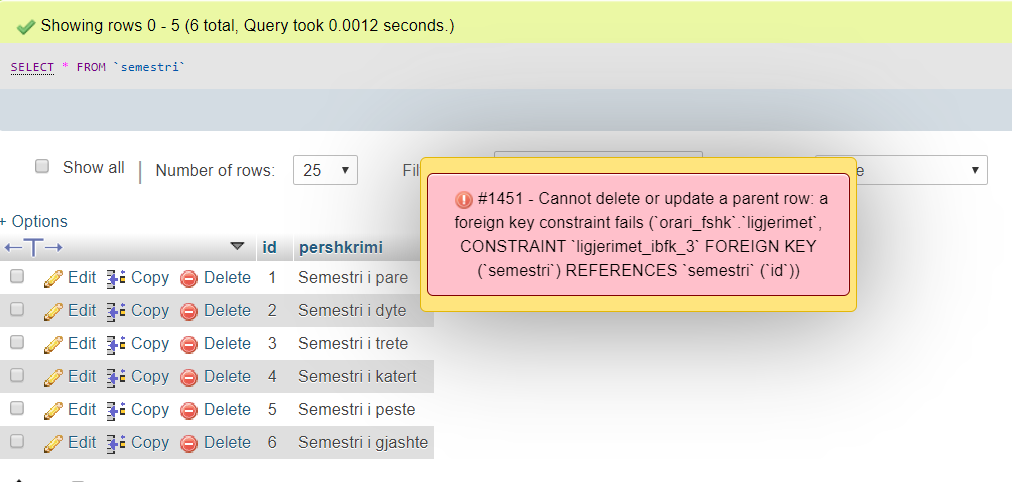 Showing rows 0 - 5 (6 total, Query took 0.0012 seconds.)
SELECT * FROM `semestri`
Show all | Number of rows: 25
#1451 - Cannot delete or update a parent row: a
foreign key constraint fails (`orari_fshk`.`ligjerimet`,
CONSTRAINT `ligjerimet_ibfk_3` FOREIGN KEY
(`semestri`) REFERENCES `semestri` (`id`))
+ Options
←T→ id pershkrimi
Edit Copy Delete 1 Semestri i pare
Edit Copy Delete 2 Semestri i dyte
Edit Copy Delete 3 Semestri i trete
Edit Copy Delete 4 Semestri i katert
Edit Copy Delete 5 Semestri i peste
Edit Copy Delete 6 Semestri i gjashte